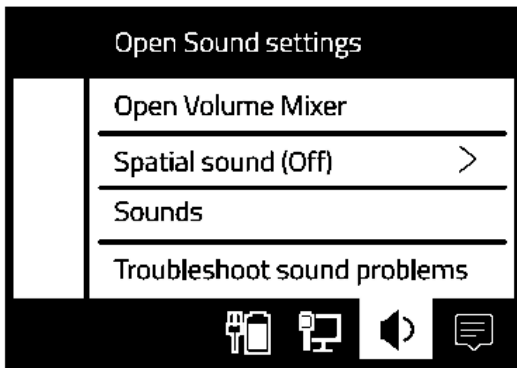 Open Sound settings
Open Volume Mixer
Spatial sound (Off)
Sounds
Troubleshoot sound problems